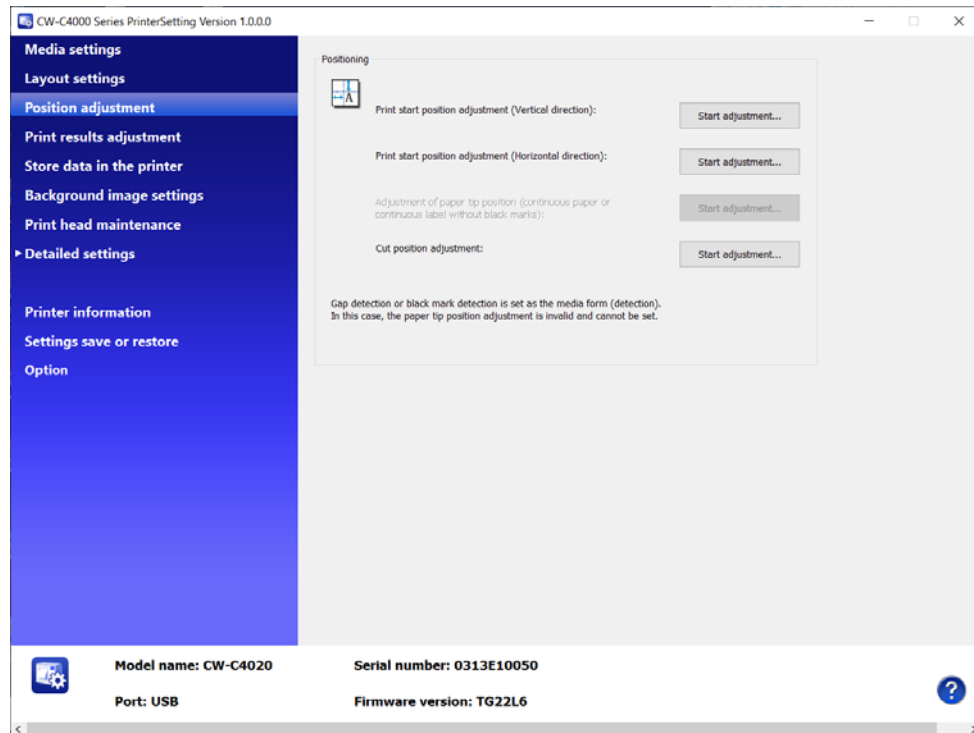 CW-C4000 Series PrinterSetting Version 1.0.0.0
Media settings
Layout settings
Position adjustment
Print results adjustment
Store data in the printer
Background image settings
Print head maintenance
Detailed settings
Printer information
Settings save or restore
Option
Positioning
A
Print start position adjustment (Vertical direction):
Start adjustment...
Print start position adjustment (Horizontal direction):
Start adjustment...
Adjustment of paper tip position (continuous paper or
continuous label without black marks):
Start adjustment...
Cut position adjustment:
Start adjustment...
Gap detection or black mark detection is set as the media form (detection).
In this case, the paper tip position adjustment is invalid and cannot be set.
Model name: CW-C4020
Serial number: 0313E10050
Port: USB
Firmware version: TG22L6
?